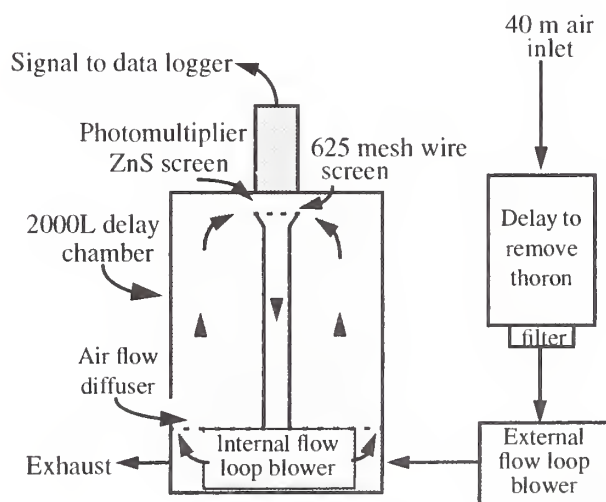 40 m air
inlet
Signal to data logger
Photomultiplier
ZnS screen
625 mesh wire
screen
2000L delay
chamber
Delay to
remove
thoron
filter
Air flow
diffuser
Internal flow
loop blower
External
flow loop
blower
Exhaust